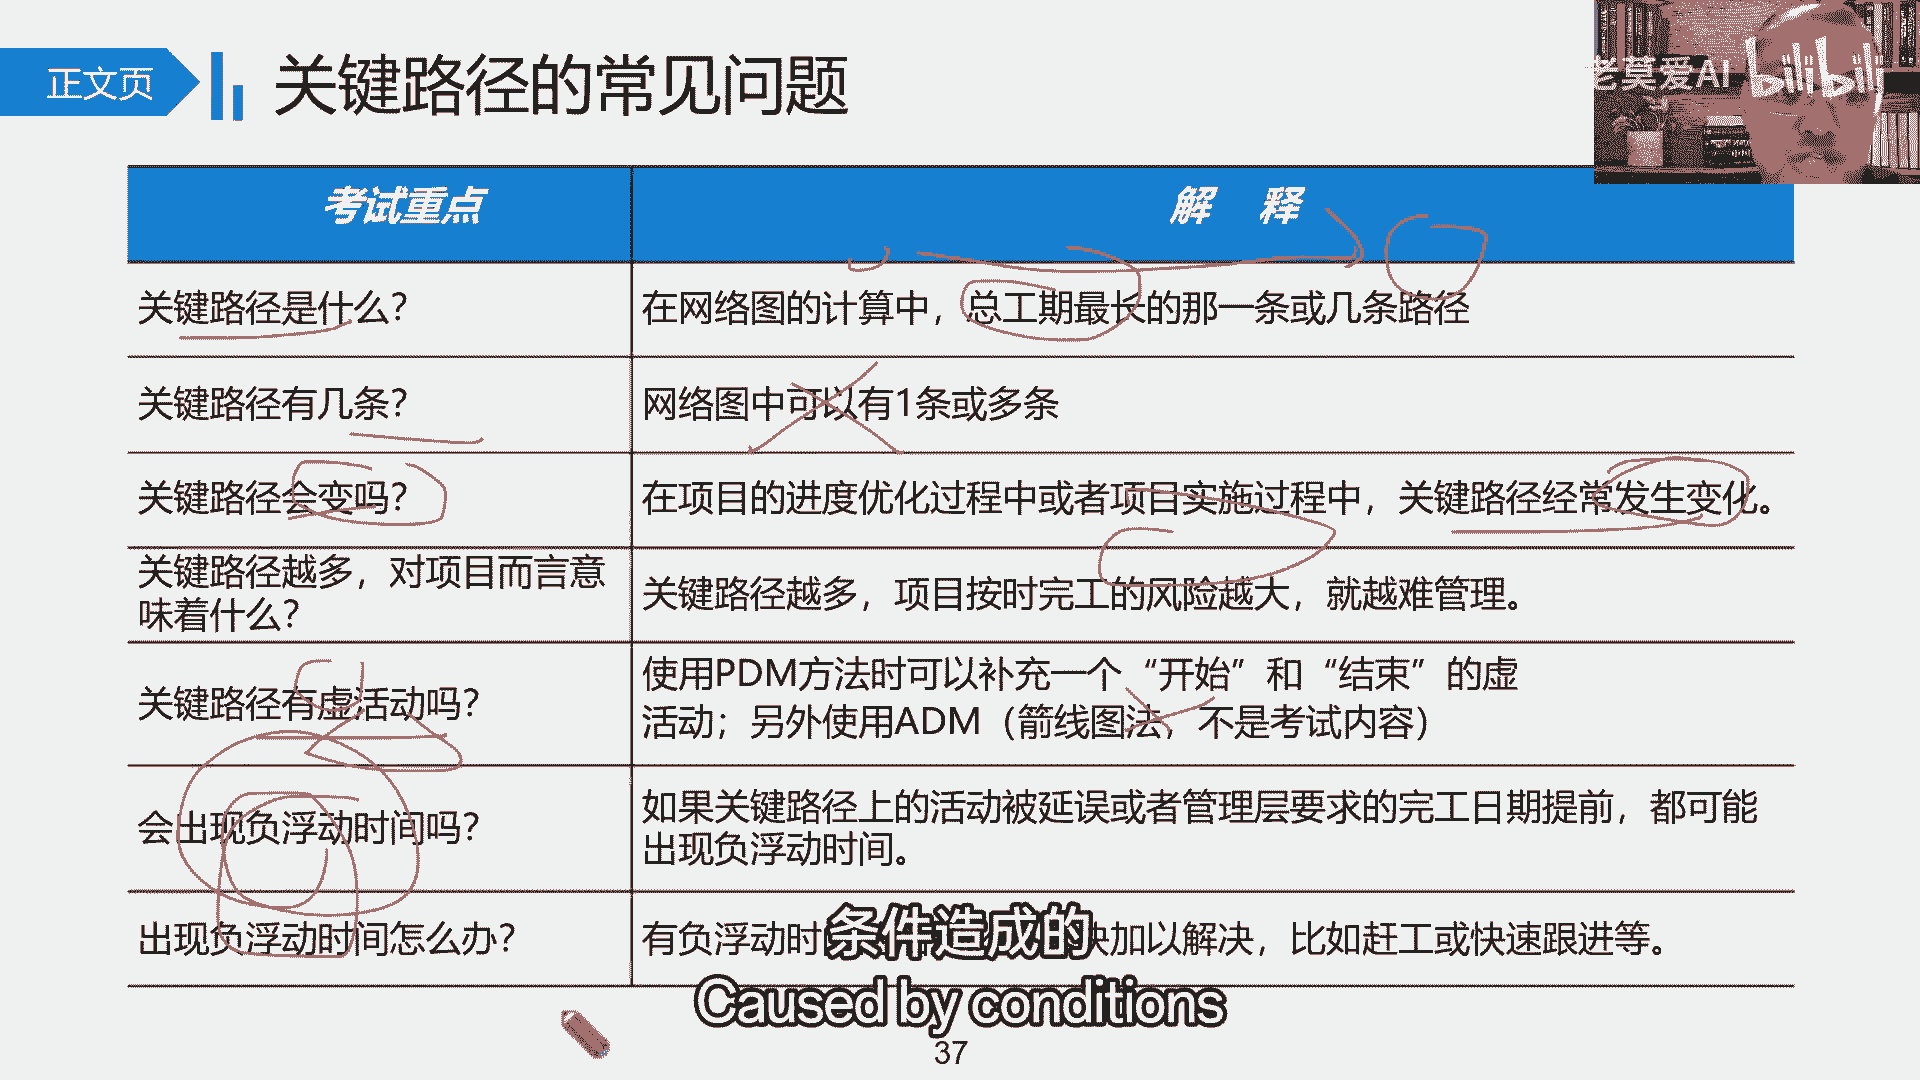 正文页
关键路径的常见问题
老莫爱AI
bilibili
考试重点
解 释
关键路径是什么？
在网络图的计算中，总工期最长的那一条或几条路径
关键路径有几条？
网络图中可以有1条或多条
关键路径会变吗？
在项目的进度优化过程中或者项目实施过程中，关键路径经常发生变化。
关键路径越多，对项目而言意
味着什么？
关键路径越多，项目按时完工的风险越大，就越难管理。
关键路径有虚活动吗？
使用PDM方法时可以补充一个“开始”和“结束”的虚
活动；另外使用ADM（箭线图法，不是考试内容）
会出现负浮动时间吗？
如果关键路径上的活动被延误或者管理层要求的完工日期提前，都可能
出现负浮动时间。
出现负浮动时间怎么办？
有负浮动时 加以解决，比如赶工或快速跟进等。
条件造成的
Caused by conditions
37